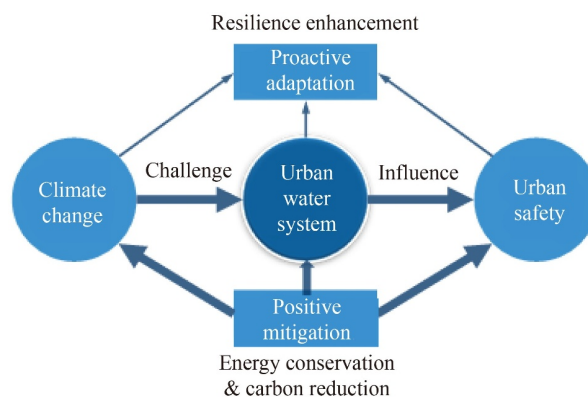 Resilience enhancement
Proactive
adaptation
Climate
change
Challenge
Urban
water
system
Influence
Urban
safety
Positive
mitigation
Energy conservation
& carbon reduction